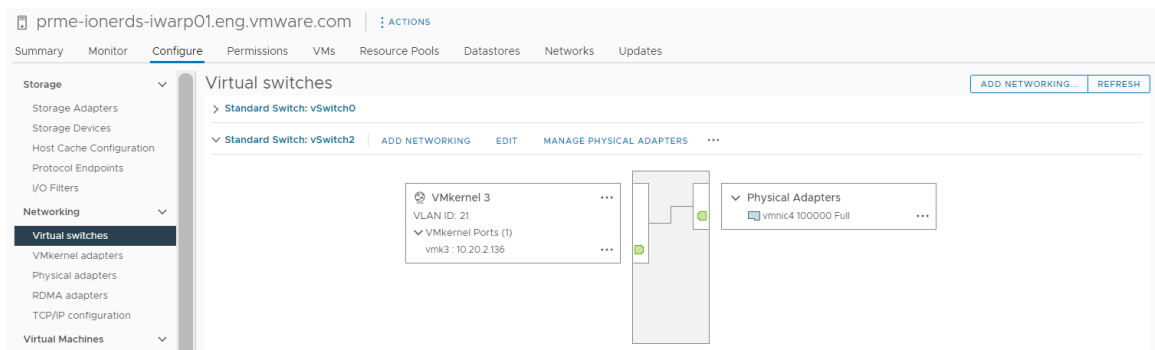 prme-ionerds-iwarp01.eng.vmware.com
ACTIONS
Summary Monitor Configure Permissions VMs Resource Pools Datastores Networks Updates
Storage
Storage Adapters
Storage Devices
Host Cache Configuration
Protocol Endpoints
I/O Filters
Networking
Virtual switches
VMkernel adapters
Physical adapters
RDMA adapters
TCP/IP configuration
Virtual Machines
Virtual switches
ADD NETWORKING... REFRESH
Standard Switch: vSwitch0
Standard Switch: vSwitch2 ADD NETWORKING EDIT MANAGE PHYSICAL ADAPTERS ...
VMkernel 3 ...
VLAN ID: 21
VMkernel Ports (1)
vmk3 : 10.20.2.136 ...
Physical Adapters
vmnic4 100000 Full ...